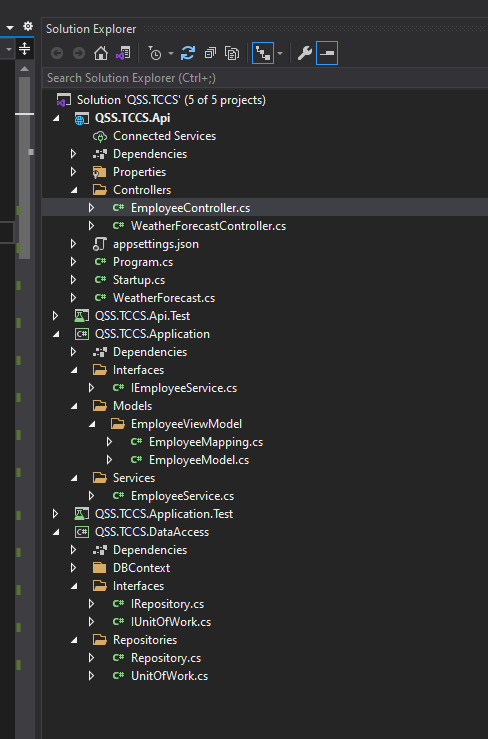 Solution Explorer
Search Solution Explorer (Ctrl+;)
Solution 'QSS.TCCS' (5 of 5 projects)
QSS.TCCS.Api
Connected Services
Dependencies
Properties
Controllers
C# EmployeeController.cs
C# WeatherForecastController.cs
appsettings.json
C# Program.cs
C# Startup.cs
C# WeatherForecast.cs
QSS.TCCS.Api.Test
C# QSS.TCCS.Application
Dependencies
Interfaces
C# IEmployeeService.cs
Models
EmployeeViewModel
C# EmployeeMapping.cs
C# EmployeeModel.cs
Services
C# EmployeeService.cs
QSS.TCCS.Application.Test
C# QSS.TCCS.DataAccess
Dependencies
DBContext
Interfaces
C# IRepository.cs
C# IUnitOfWork.cs
Repositories
C# Repository.cs
C# UnitOfWork.cs